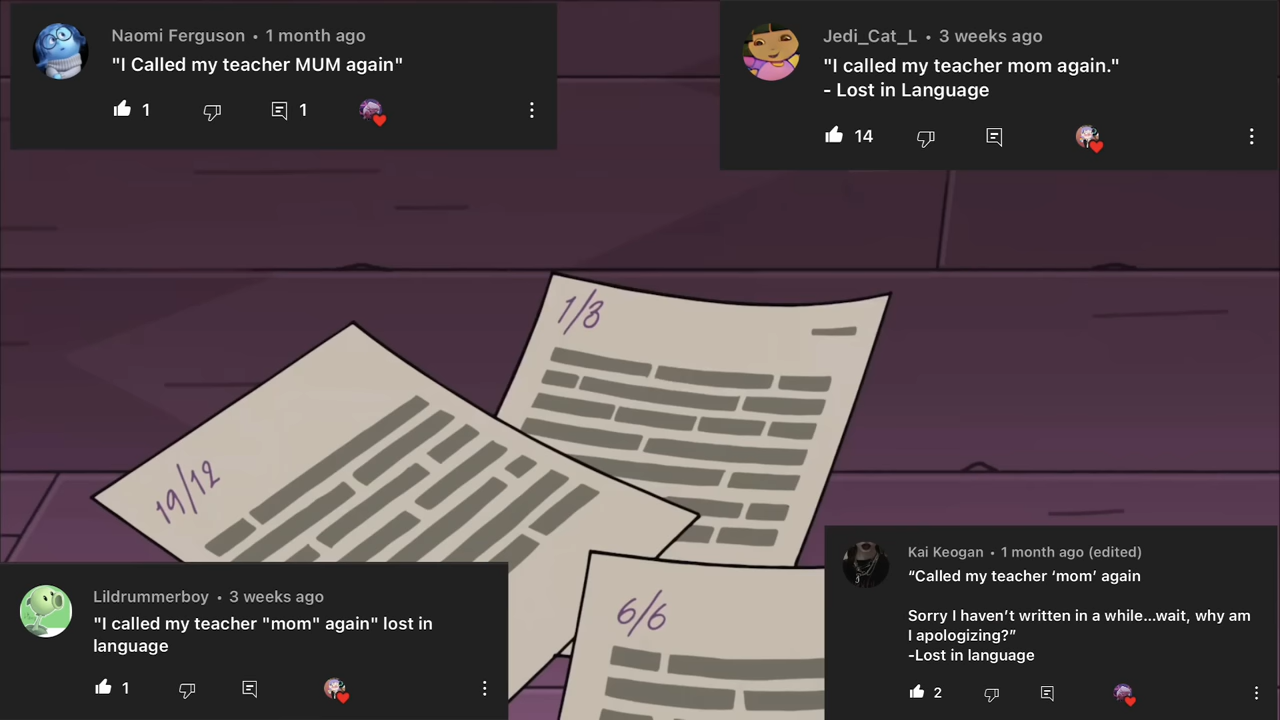 Naomi Ferguson • 1 month ago
"I Called my teacher MUM again"
1
1
Jedi_Cat_L • 3 weeks ago
"I called my teacher mom again."
- Lost in Language
14
1/3
19/12
6/6
Lildrummerboy • 3 weeks ago
"I called my teacher "mom" again" lost in
language
1
Kai Keogan • 1 month ago (edited)
“Called my teacher ‘mom’ again
Sorry I haven’t written in a while...wait, why am
I apologizing?”
-Lost in language
2